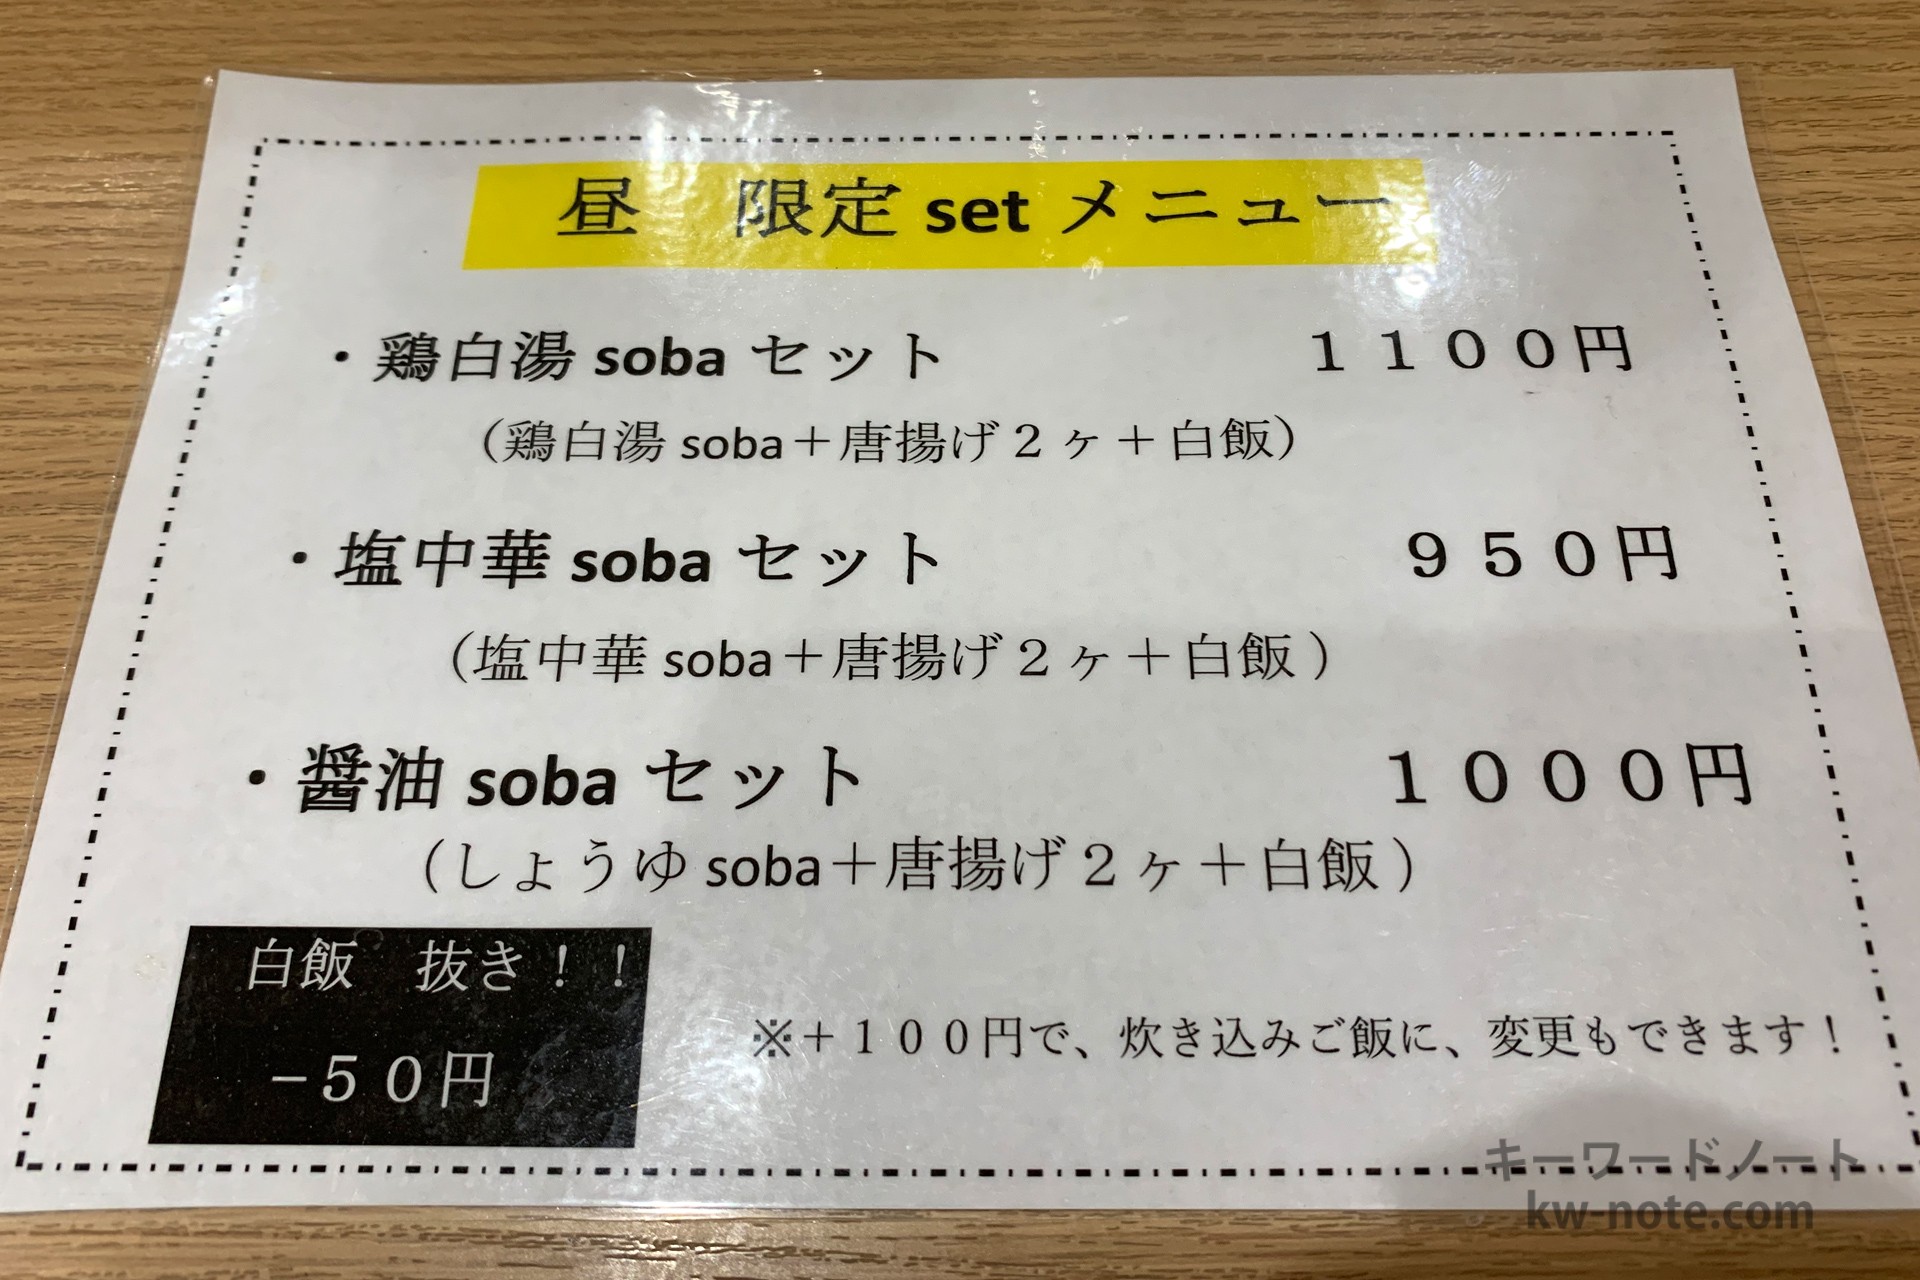 昼　限定 set メニュー
・鶏白湯 soba セット　１１００円
（鶏白湯 soba＋唐揚げ２ヶ＋白飯）
・塩中華 soba セット　９５０円
（塩中華 soba＋唐揚げ２ヶ＋白飯）
・醤油 soba セット　１０００円
（しょうゆ soba＋唐揚げ２ヶ＋白飯）
白飯　抜き！！
−５０円
※＋１００円で、炊き込みご飯に、変更もできます！
キーワードノート
kw-note.com